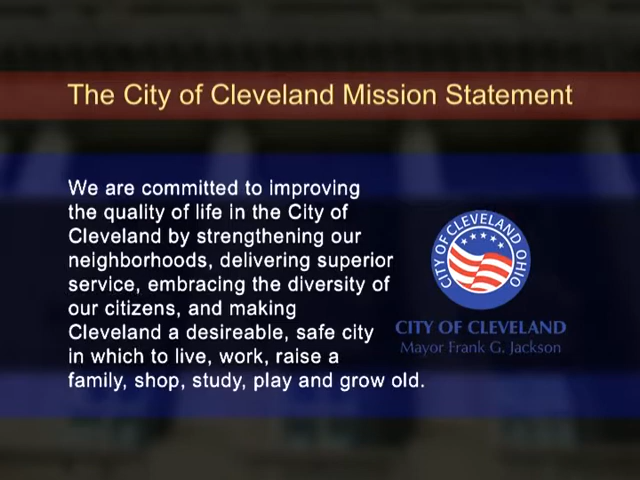 The City of Cleveland Mission Statement
We are committed to improving
the quality of life in the City of
Cleveland by strengthening our
neighborhoods, delivering superior
service, embracing the diversity of
our citizens, and making
Cleveland a desireable, safe city
in which to live, work, raise a
family, shop, study, play and grow old.
CITY OF CLEVELAND OHIO
CITY OF CLEVELAND
Mayor Frank G. Jackson